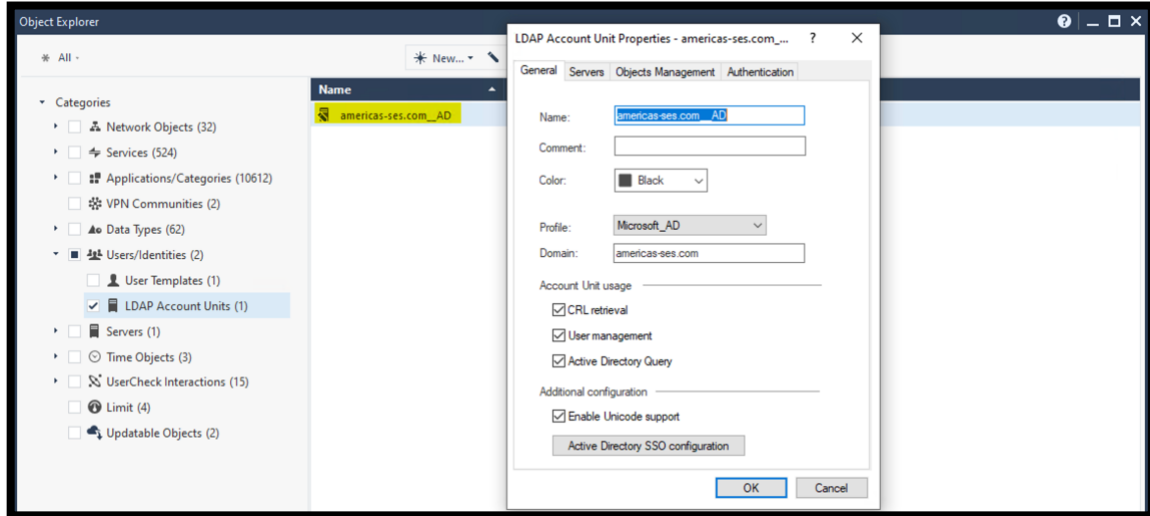 Object Explorer
All
New...
Categories
Network Objects (32)
Services (524)
Applications/Categories (10612)
VPN Communities (2)
Data Types (62)
Users/Identities (2)
User Templates (1)
LDAP Account Units (1)
Servers (1)
Time Objects (3)
UserCheck Interactions (15)
Limit (4)
Updatable Objects (2)
Name
americas-ses.com__AD
LDAP Account Unit Properties - americas-ses.com_... ?
General Servers Objects Management Authentication
Name: americas-ses.com__AD
Comment:
Color: Black
Profile: Microsoft_AD
Domain: americas-ses.com
Account Unit usage
CRL retrieval
User management
Active Directory Query
Additional configuration
Enable Unicode support
Active Directory SSO configuration
OK Cancel